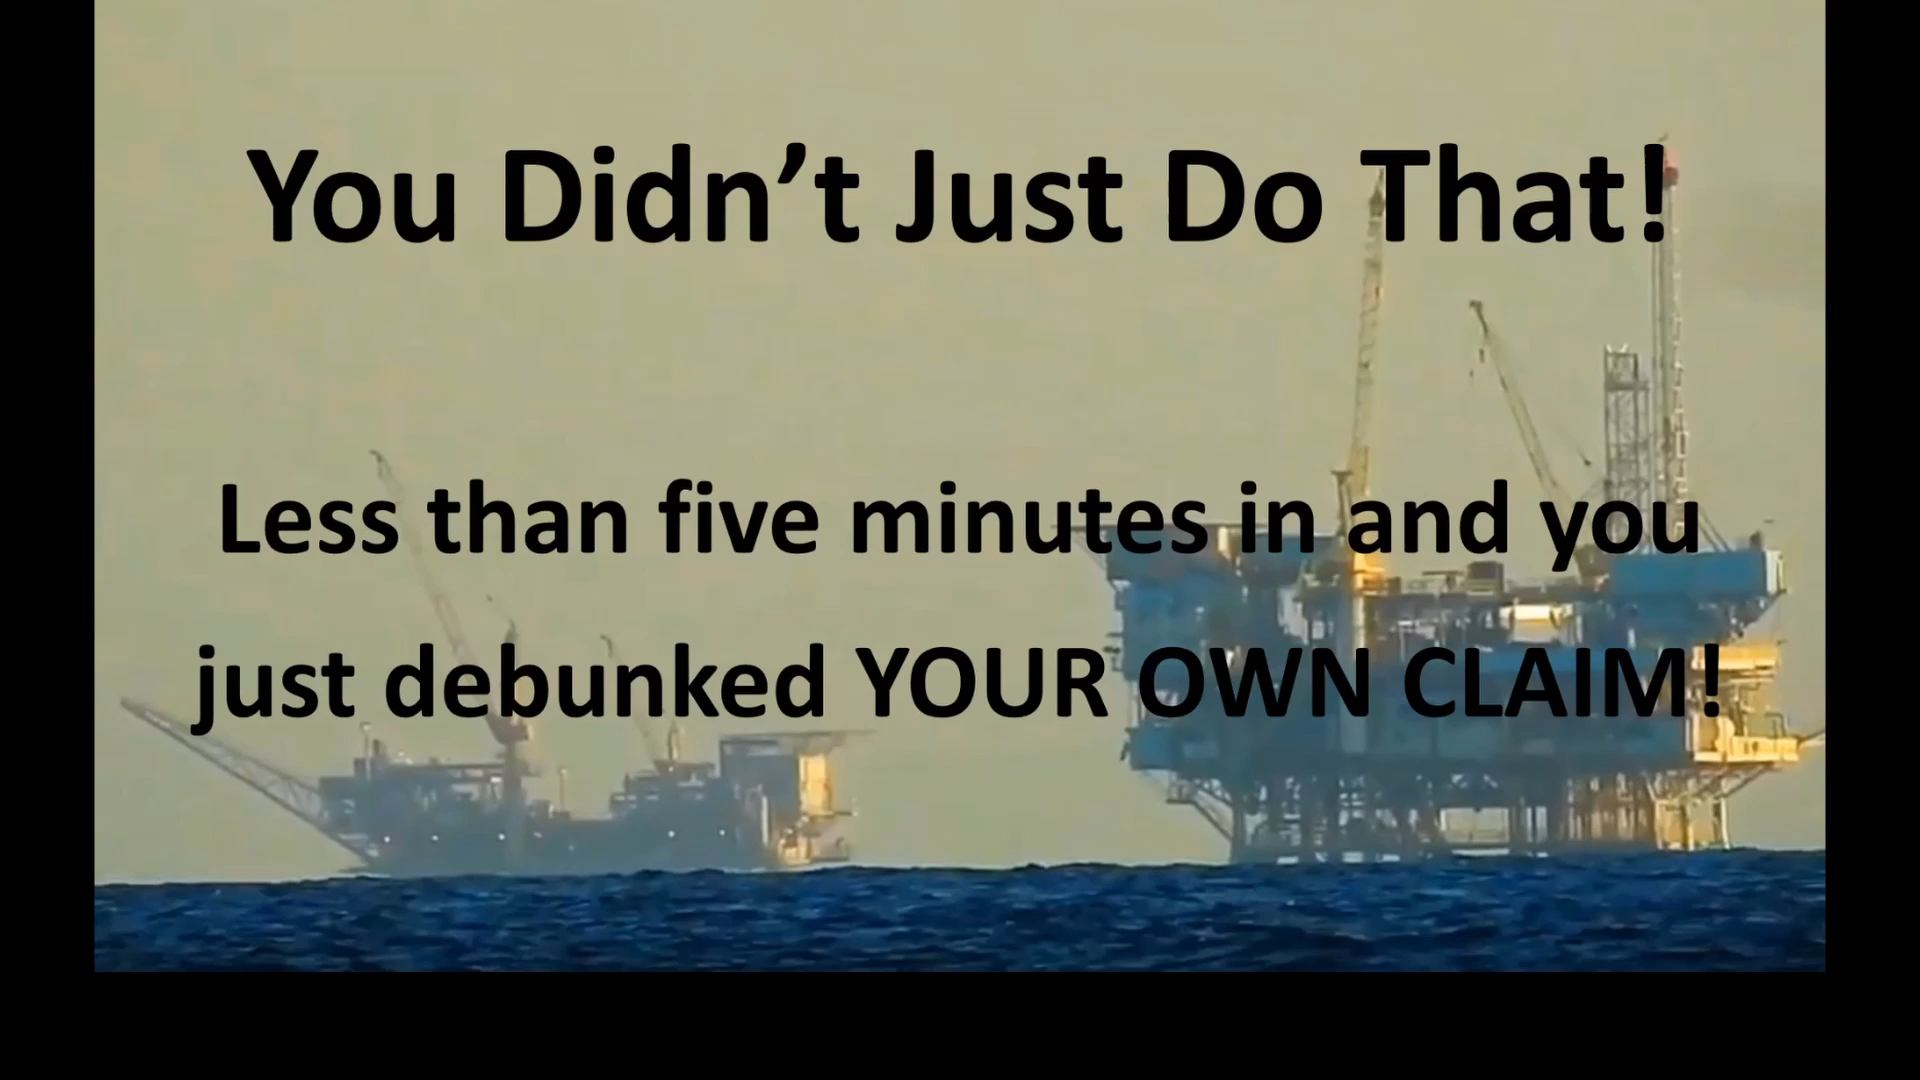 You Didn’t Just Do That!
Less than five minutes in and you
just debunked YOUR OWN CLAIM!